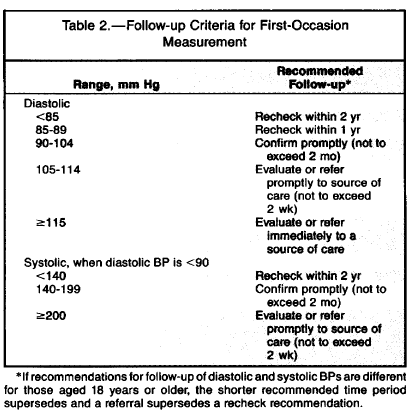 Table 2.—Follow-up Criteria for First-Occasion
Measurement
Recommended
Range, mm Hg Follow-up*
Diastolic
<85 Recheck within 2 yr
85-89 Recheck within 1 yr
90-104 Confirm promptly (not to
exceed 2 mo)
105-114 Evaluate or refer
promptly to source of
care (not to exceed
2 wk)
≥115 Evaluate or refer
immediately to a
source of care
Systolic, when diastolic BP is <90
<140 Recheck within 2 yr
140-199 Confirm promptly (not to
exceed 2 mo)
≥200 Evaluate or refer
promptly to source of
care (not to exceed
2 wk)
*If recommendations for follow-up of diastolic and systolic BPs are different
for those aged 18 years or older, the shorter recommended time period
supersedes and a referral supersedes a recheck recommendation.